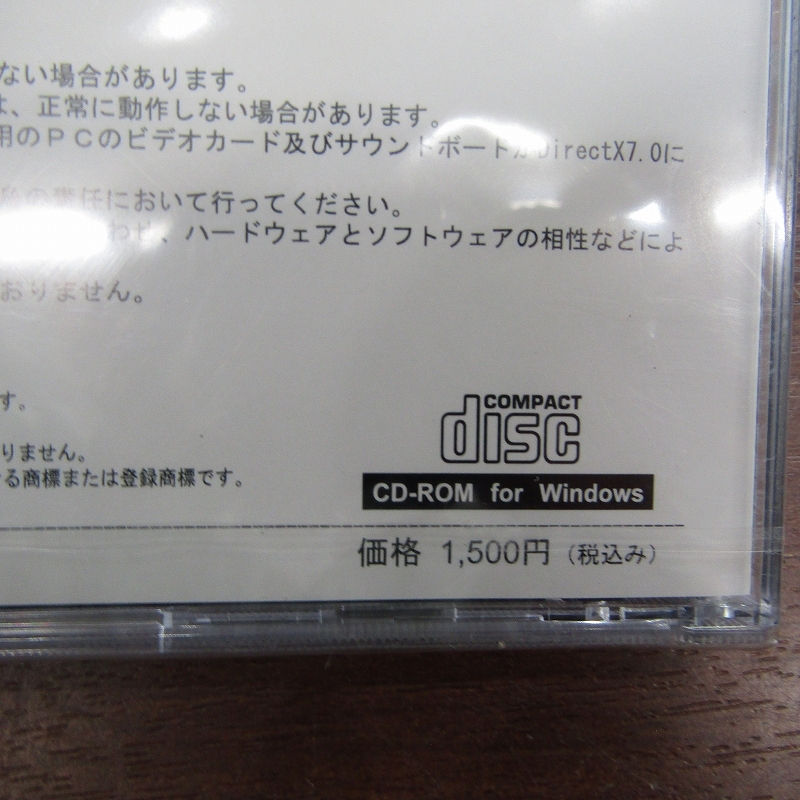 ない場合があります。
は、正常に動作しない場合があります。
用のPCのビデオカード及びサウンドボードがDirectX7.0に
責任において行ってください。
わせ、ハードウェアとソフトウェアの相性などによ
おりません。
す。
りません。
る商標または登録商標です。
COMPACT
disc
CD-ROM for Windows
価格 1,500円(税込み)